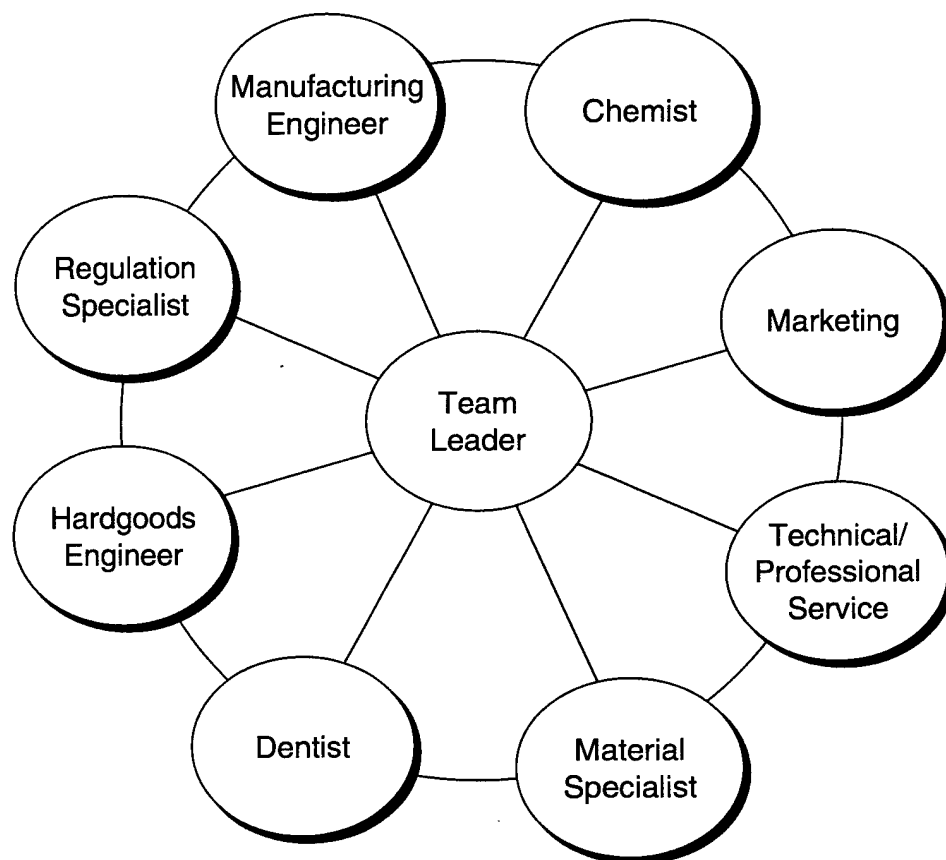 Manufacturing
Engineer
Chemist
Regulation
Specialist
Marketing
Team
Leader
Hardgoods
Engineer
Technical/
Professional
Service
Dentist
Material
Specialist